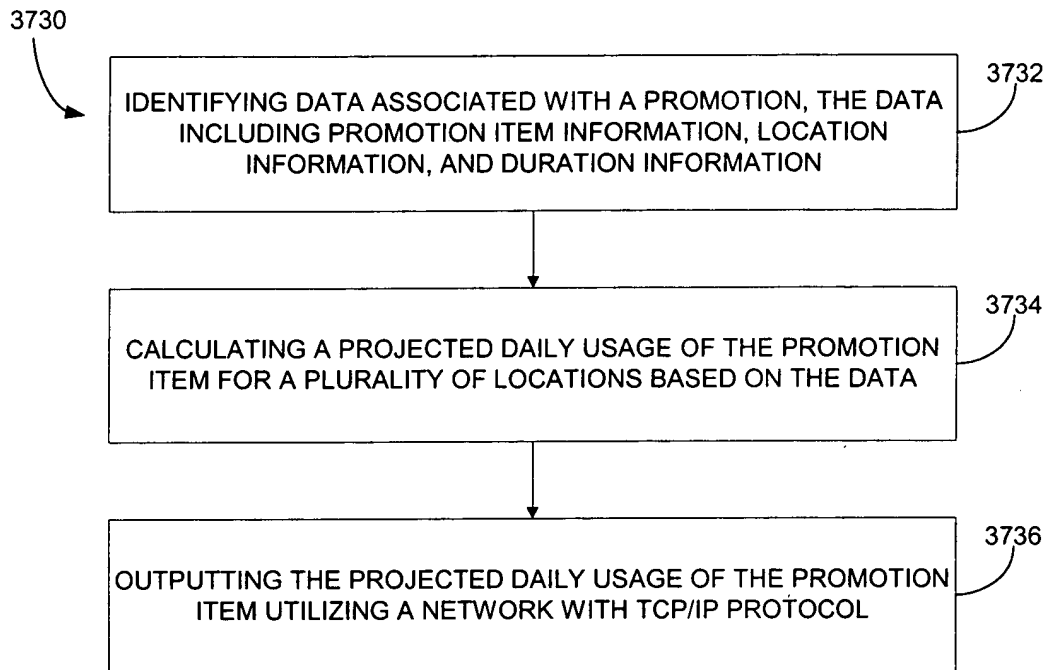 3730
3732
IDENTIFYING DATA ASSOCIATED WITH A PROMOTION, THE DATA
INCLUDING PROMOTION ITEM INFORMATION, LOCATION
INFORMATION, AND DURATION INFORMATION
3734
CALCULATING A PROJECTED DAILY USAGE OF THE PROMOTION
ITEM FOR A PLURALITY OF LOCATIONS BASED ON THE DATA
3736
OUTPUTTING THE PROJECTED DAILY USAGE OF THE PROMOTION
ITEM UTILIZING A NETWORK WITH TCP/IP PROTOCOL